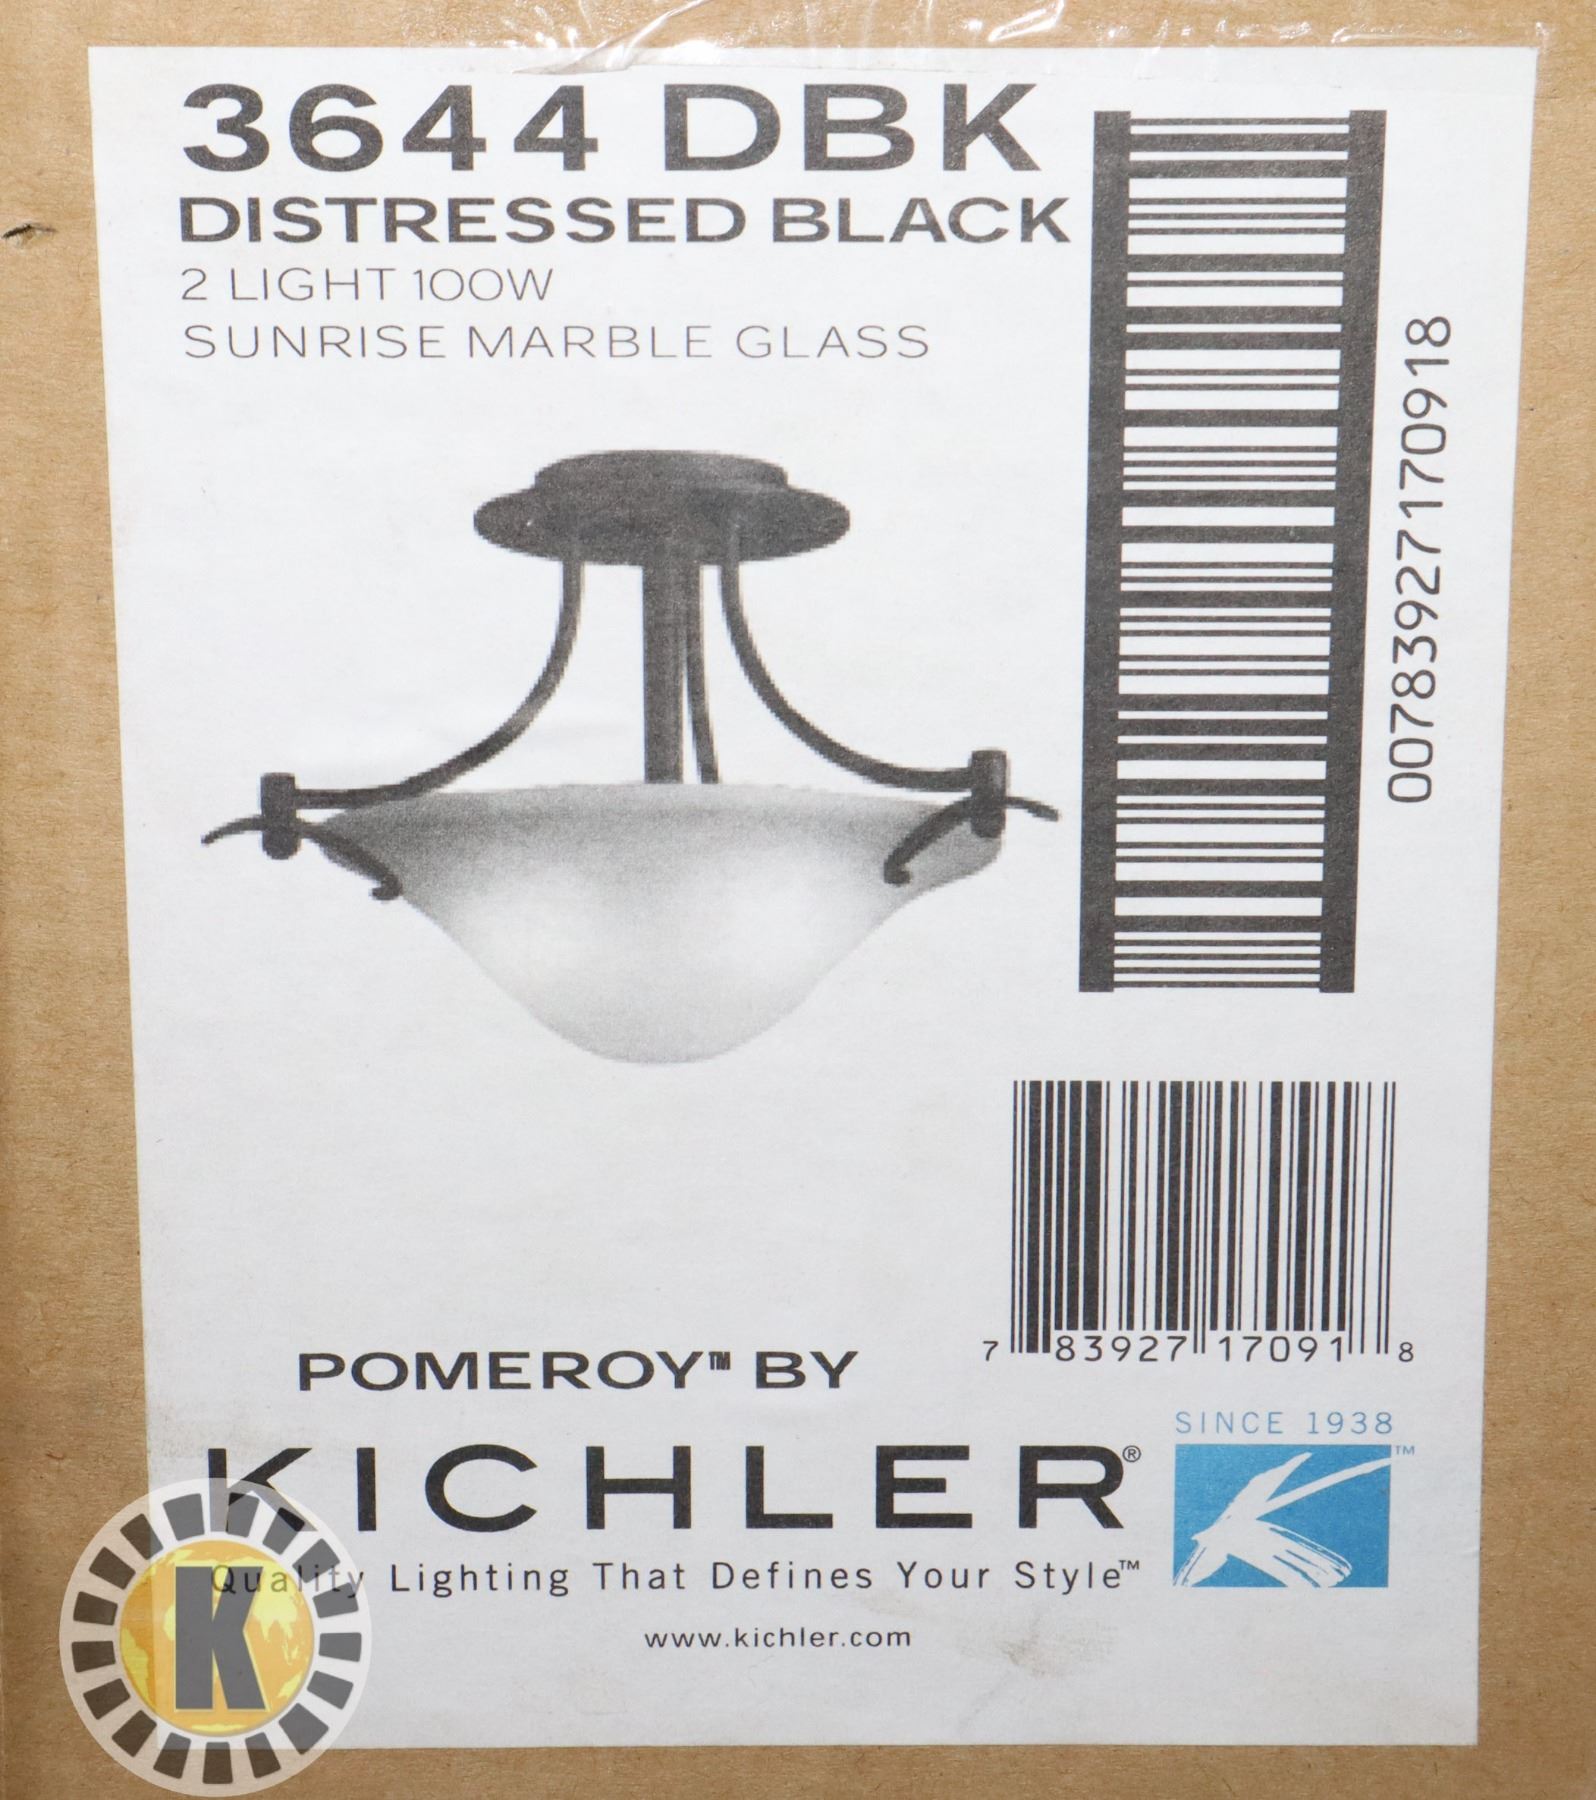 3644 DBK
DISTRESSED BLACK
2 LIGHT 100W
SUNRISE MARBLE GLASS
00783927170918
7 83927 17091 8
POMEROY™ BY
KICHLER®
SINCE 1938
TM
Quality Lighting That Defines Your Style™
www.kichler.com
K